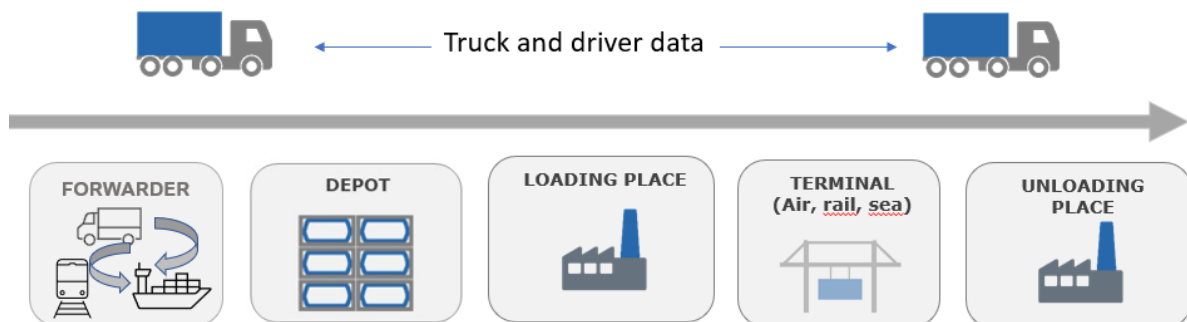 Truck and driver data
FORWARDER
DEPOT
LOADING PLACE
TERMINAL
(Air, rail, sea)
UNLOADING
PLACE